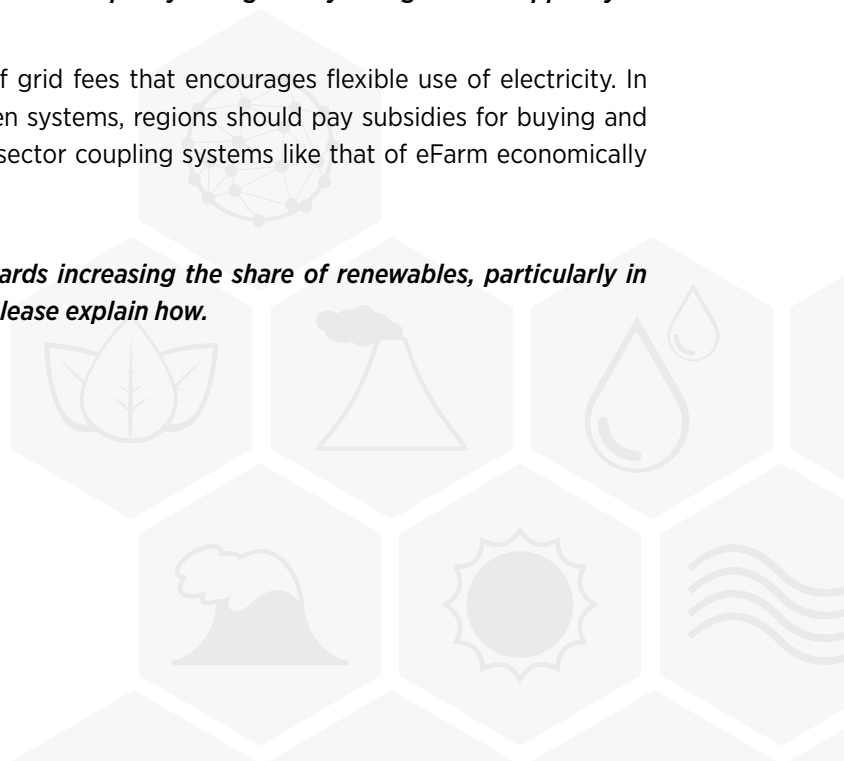 f grid fees that encourages flexible use of electricity. In
en systems, regions should pay subsidies for buying and
sector coupling systems like that of eFarm economically
ards increasing the share of renewables, particularly in
lease explain how.